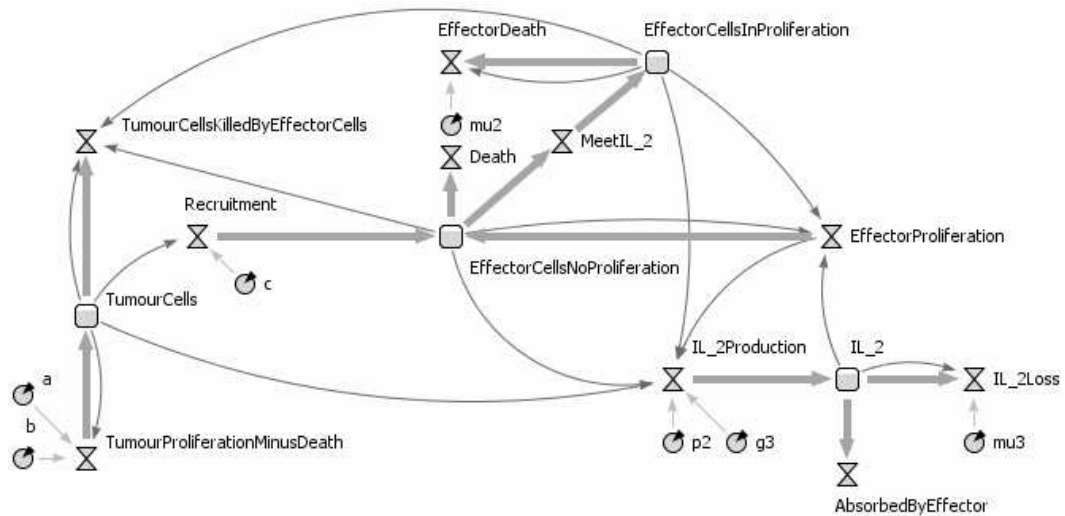 EffectorDeath
EffectorCellsInProliferation
mu2
TumourCellsKilledByEffectorCells
MeetIL_2
Death
Recruitment
EffectorProliferation
EffectorCellsNoProliferation
c
TumourCells
IL_2Production
IL_2
a
IL_2Loss
b
TumourProliferationMinusDeath
p2
g3
mu3
AbsorbedByEffector